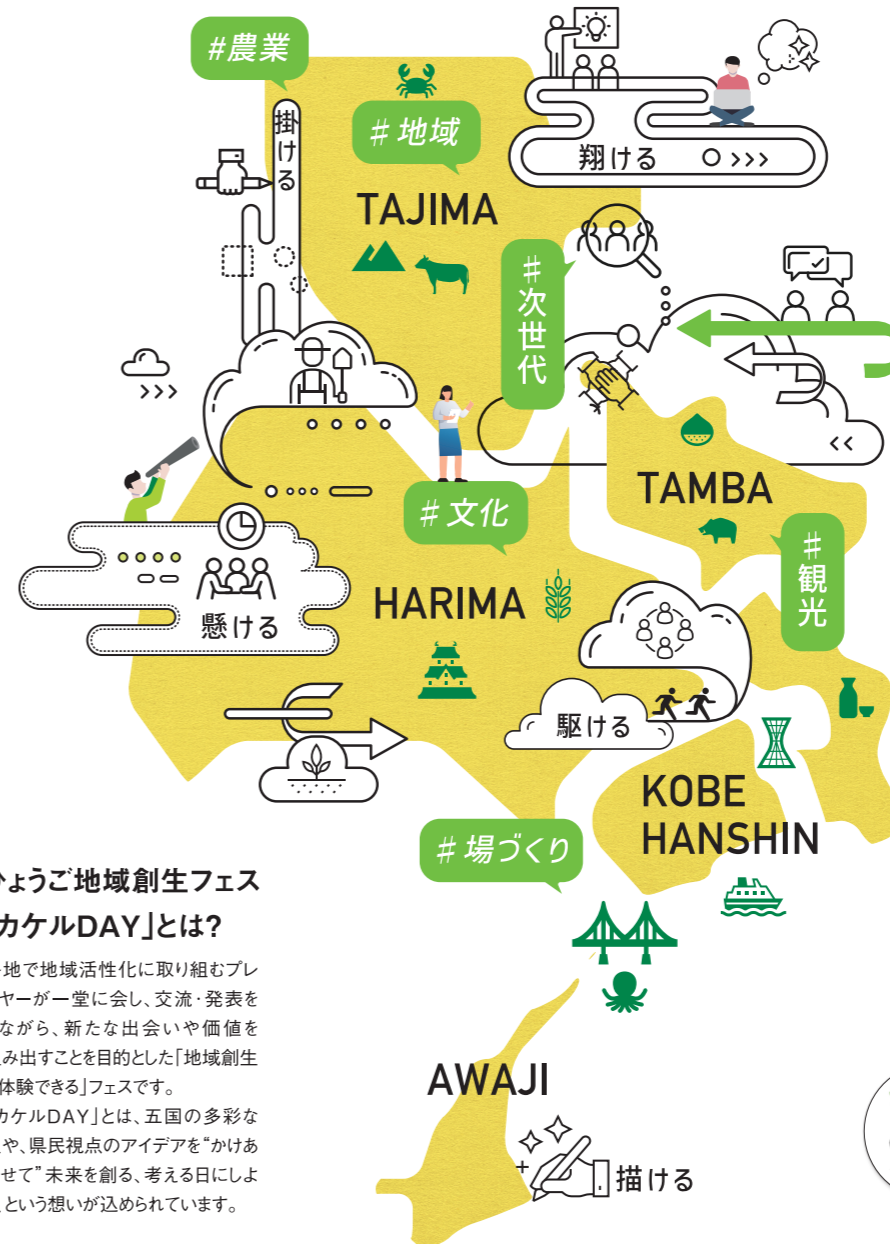 #農業
掛ける
#地域
TAJIMA
翔ける
#次世代
TAMBA
#文化
#観光
HARIMA
懸ける
駆ける
KOBE
HANSHIN
#場づくり
ょうご地域創生フェス
カケルDAY」とは?
地で地域活性化に取り組むプレ
ヤーが一堂に会し、交流・発表を
ながら、新たな出会いや価値を
み出すことを目的とした「地域創生
体験できる」フェスです。
カケルDAY」とは、五国の多彩な
や、県民視点のアイデアを“かけあ
せて”未来を創る、考える日にしよ
という想いが込められています。
AWAJI
描ける